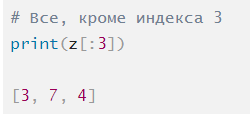 # Все, кроме индекса 3
print(z[:3])
[3, 7, 4]